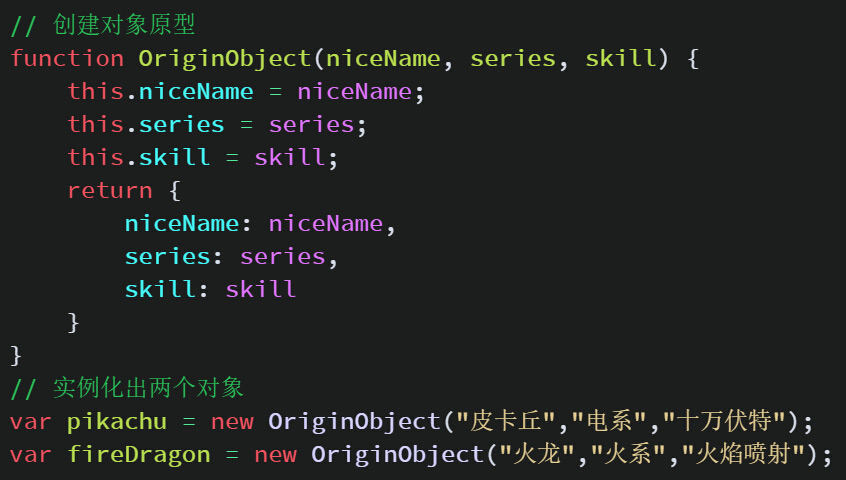 // 创建对象原型
function OriginObject(niceName, series, skill) {
    this.niceName = niceName;
    this.series = series;
    this.skill = skill;
    return {
        niceName: niceName,
        series: series,
        skill: skill
    }
}
// 实例化出两个对象
var pikachu = new OriginObject("皮卡丘","电系","十万伏特");
var fireDragon = new OriginObject("火龙","火系","火焰喷射");